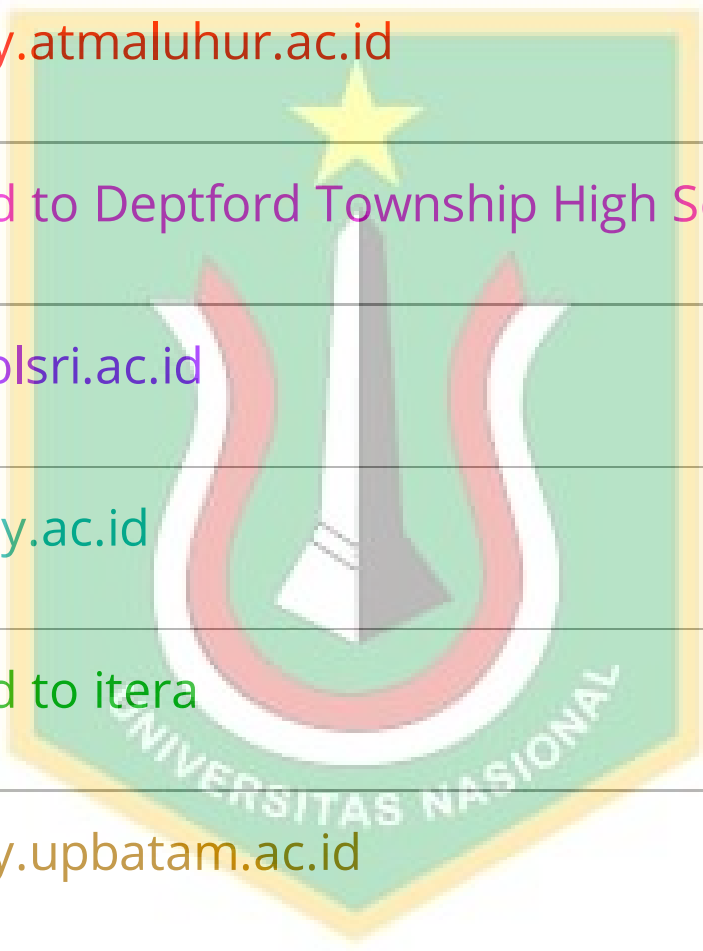 y.atmaluhur.ac.id
d to Deptford Township High S
olsri.ac.id
y.ac.id
d to itera
UNIVERSITAS NASIONAL
y.upbatam.ac.id